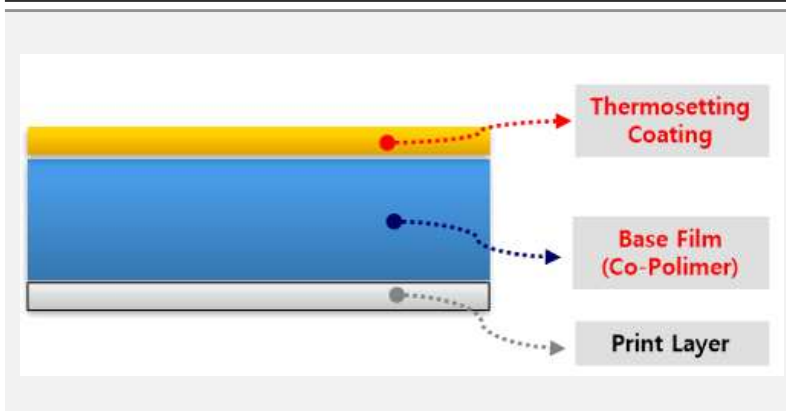 Thermosetting
Coating
Base Film
(Co-Polimer)
Print Layer